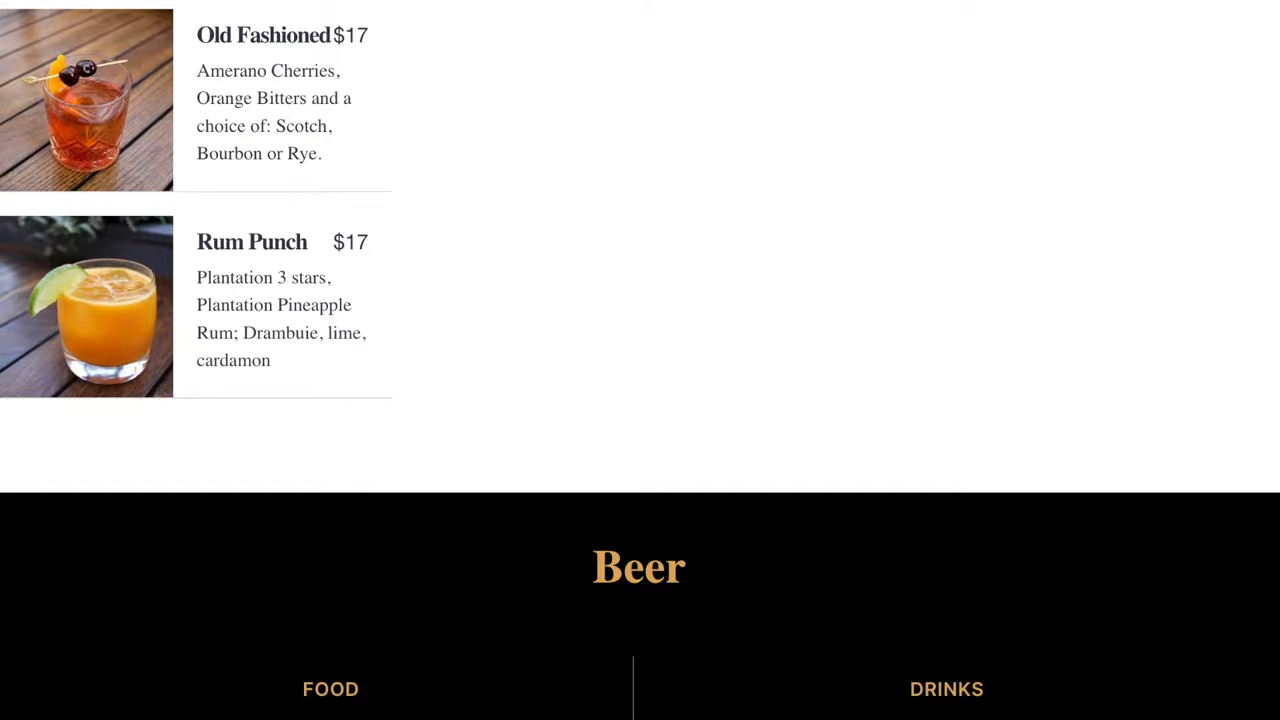 Old Fashioned $17
Amerano Cherries,
Orange Bitters and a
choice of: Scotch,
Bourbon or Rye.
Rum Punch $17
Plantation 3 stars,
Plantation Pineapple
Rum; Drambuie, lime,
cardamon
Beer
FOOD DRINKS